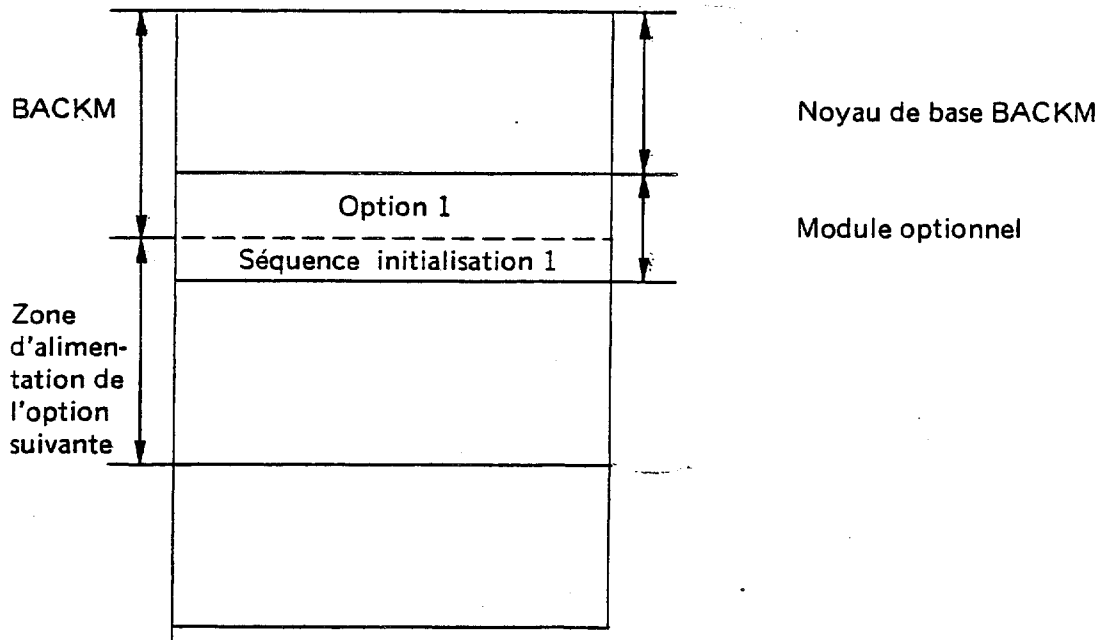 BACKM
Noyau de base BACKM
Option 1
Module optionnel
Séquence initialisation 1
Zone
d'alimen-
tation de
l'option
suivante